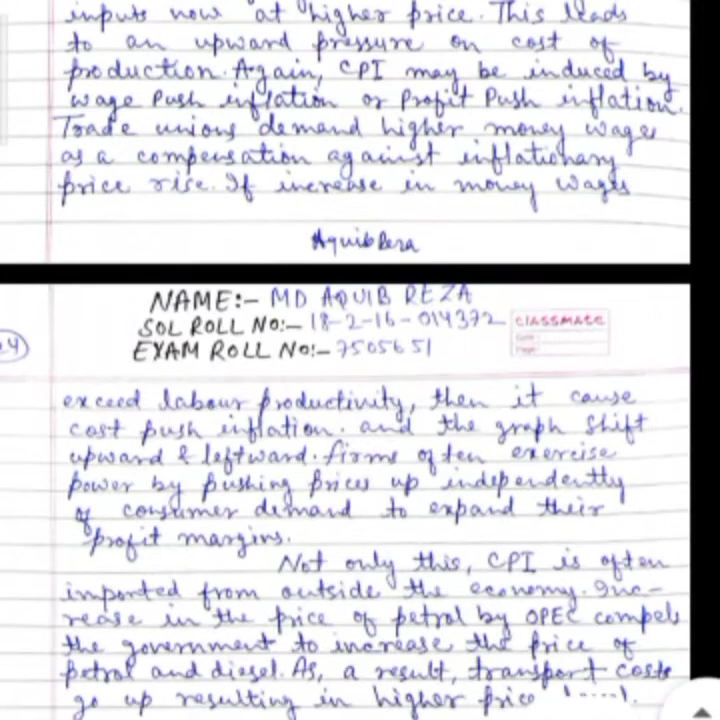 inputs now at higher price. This leads
to an upward pressure on cost of
production. Again, CPI may be induced by
wage Push inflation or Profit Push inflation.
Trade unions demand higher money wages
as a compensation against inflationary
price rise. If increase in money wages
Aquib Reza
NAME:- MD AQUIB REZA
SOL ROLL NO:- 18-2-16-014372
CLASSMATE
EXAM ROLL NO:- 7505651
exceed labour productivity, then it cause
cost push inflation. and the graph shift
upward & leftward. firms often exercise
power by pushing prices up independently
of consumer demand to expand their
profit margins.
Not only this, CPI is often
imported from outside the economy. Inc-
rease in the price of petrol by OPEC compels
the government to increase the price of
petrol and diesel. As, a result, transport costs
go up resulting in higher price